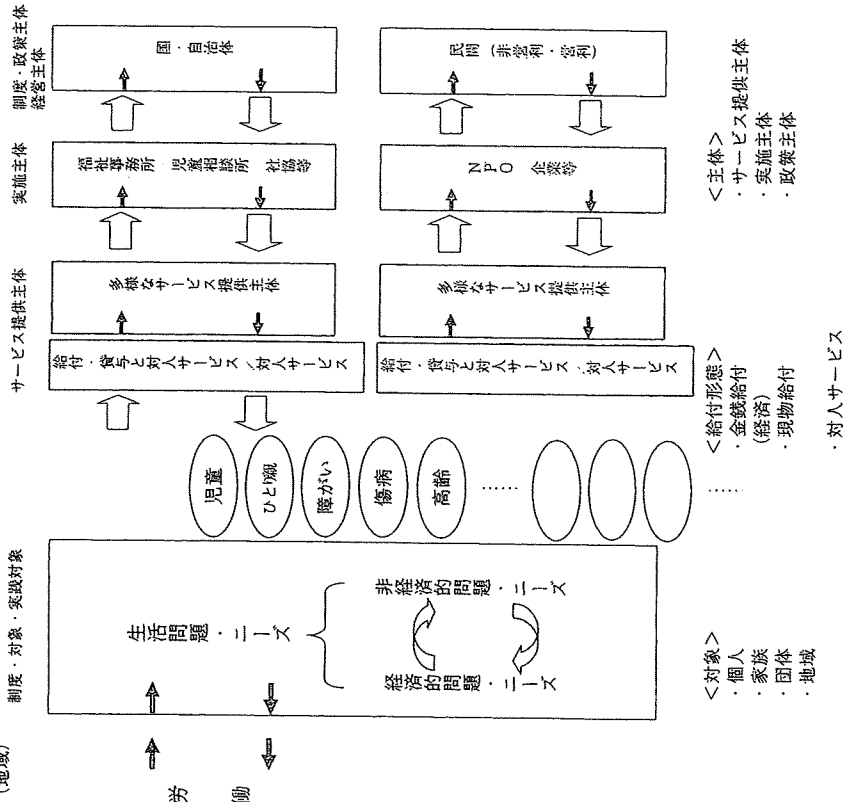 (地域)
制度・対象・実践対象
サービス提供主体
実施主体
制度・政策主体
経営主体
労
働
生活問題・ニーズ
経済的問題・ニーズ
非経済的問題・ニーズ
児童
ひとり親
障がい
傷病
高齢
……
……
給付・貸与と対人サービス／対人サービス
多様なサービス提供主体
福祉事務所・児童相談所 社協等
国・自治体
給付・貸与と対人サービス／対人サービス
多様なサービス提供主体
NPO 企業等
民間（非営利・営利）
<対象>
・個人
・家族
・団体
・地域
<給付形態>
・金銭給付
(経済)
・現物給付
・対人サービス
<主体>
・サービス提供主体
・実施主体
・政策主体